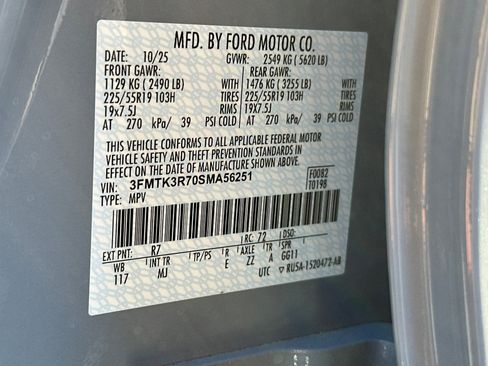 MFD. BY FORD MOTOR CO.
DATE: 10/25 GVWR: 2549 KG ( 5620 LB)
FRONT GAWR: REAR GAWR:
1129 KG ( 2490 LB) WITH 1476 KG ( 3255 LB) WITH
225/55R19 103H TIRES 225/55R19 103H TIRES
19x7.5J RIMS 19X7.5J RIMS
AT 270 kPa/ 39 PSI COLD AT 270 kPa/ 39 PSI COLD
THIS VEHICLE CONFORMS TO ALL APPLICABLE FEDERAL MOTOR
VEHICLE SAFETY AND THEFT PREVENTION STANDARDS IN
EFFECT ON THE DATE OF MANUFACTURE SHOWN ABOVE.
VIN: 3FMTK3R70SMA56251 F0082
TYPE: MPV T0198
EXT PNT: R7 RC: 72 DSO:
WB INT TR TP/PS R AXLE TR SPR
117 MJ E ZZ A GG11
UTC ▽ RU5A-1520472-AB